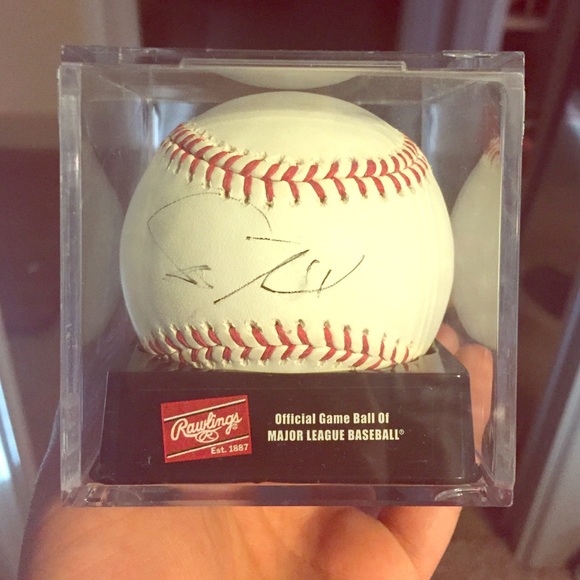 Rawlings
Est. 1887
Official Game Ball Of
MAJOR LEAGUE BASEBALL®